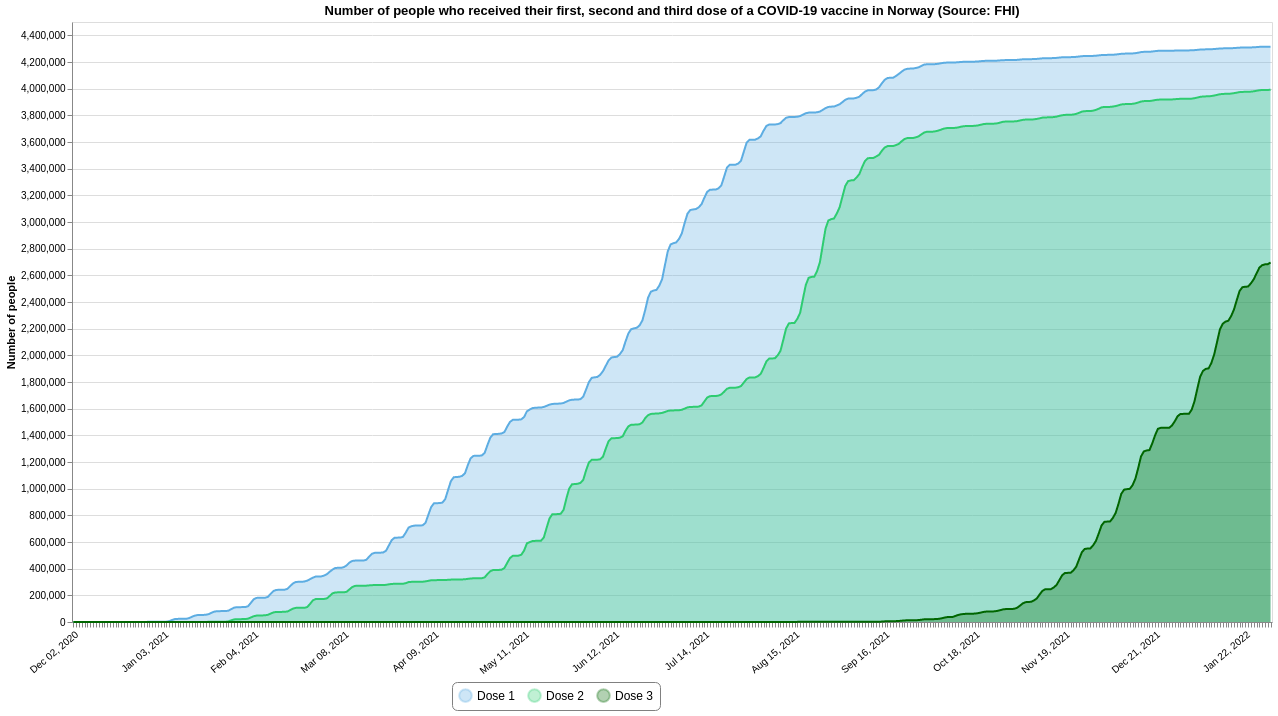 Number of people who received their first, second and third dose of a COVID-19 vaccine in Norway (Source: FHI)
Number of people
4,400,000
4,200,000
4,000,000
3,800,000
3,600,000
3,400,000
3,200,000
3,000,000
2,800,000
2,600,000
2,400,000
2,200,000
2,000,000
1,800,000
1,600,000
1,400,000
1,200,000
1,000,000
800,000
600,000
400,000
200,000
0
Dec 02, 2020
Jan 03, 2021
Feb 04, 2021
Mar 08, 2021
Apr 09, 2021
May 11, 2021
Jun 12, 2021
Jul 14, 2021
Aug 15, 2021
Sep 16, 2021
Oct 18, 2021
Nov 19, 2021
Dec 21, 2021
Jan 22, 2022
Dose 1 Dose 2 Dose 3